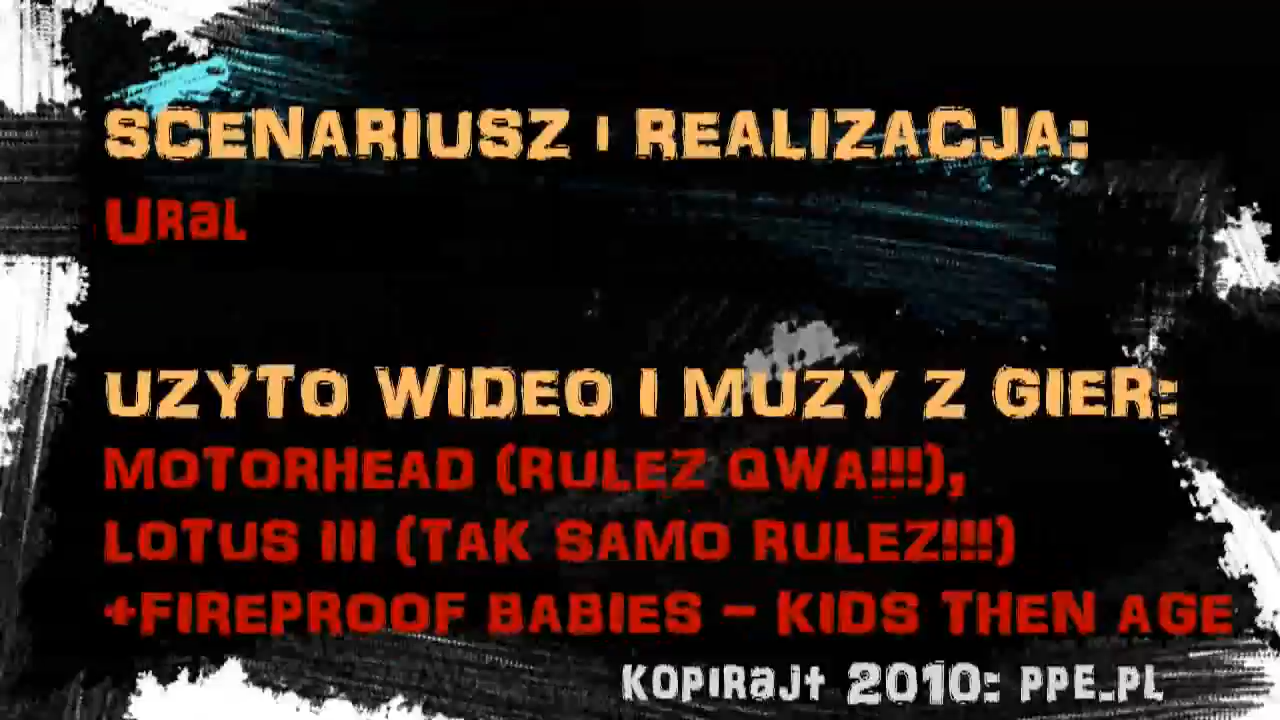 SCENARIUSZ I REALIZACJA:
URAL
UZYTO WIDEO I MUZY Z GIER:
MOTORHEAD (RULEZ QWA!!!),
LOTUS III (TAK SAMO RULEZ!!!)
+FIREPROOF BABIES - KIDS THEN AGE
KOPIRAJT 2010: PPE.PL